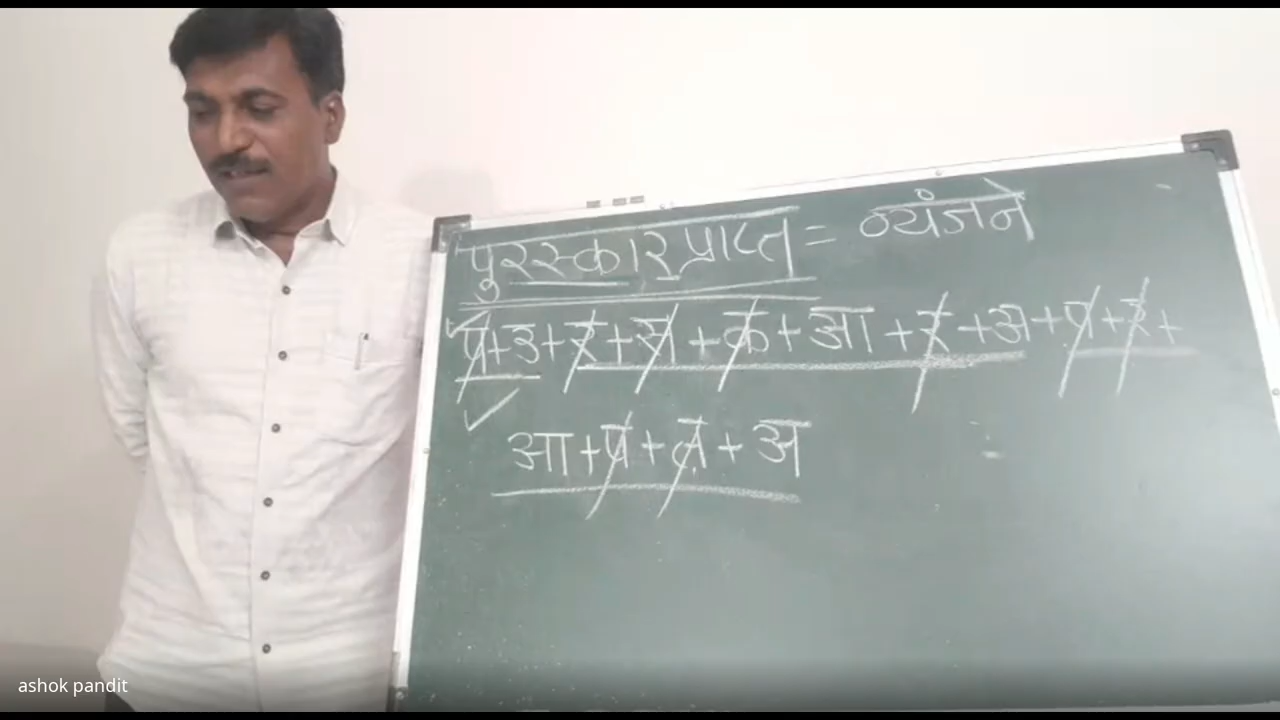 पुरस्कारप्राप्त = व्यंजने
प्+उ+र्+स्+क्+आ+र्+अ+प्+र्+
आ+प्+त्+अ
ashok pandit